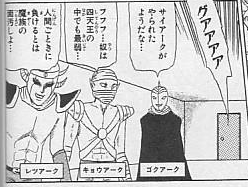 グアアアア
サイアークが
やられた
ようだな…
フフフ…奴は
四天王の
中でも最弱…
人間ごときに
負けるとは
魔族の
面汚しよ…
ゴクアーク
キョウアーク
レツアーク